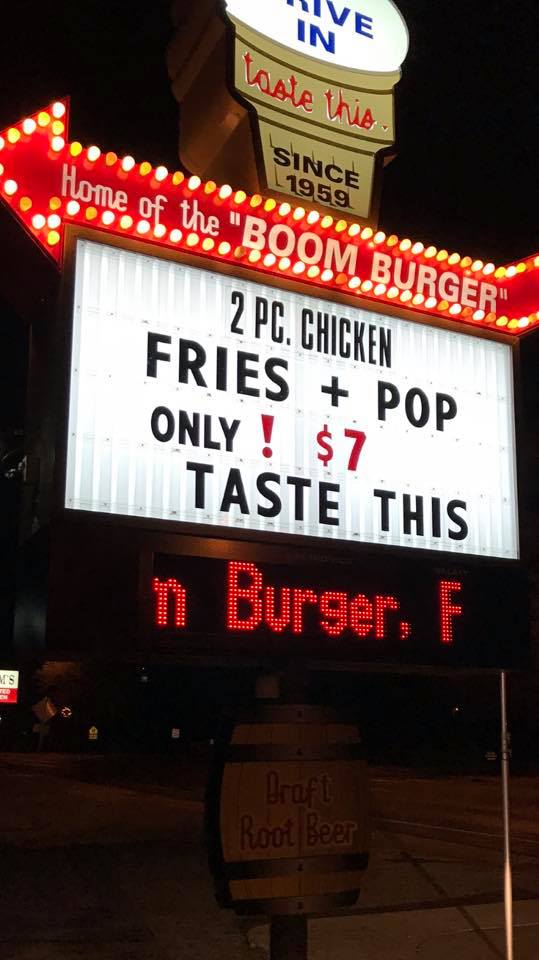 RIVE
IN
taste this.
SINCE
1959
Home of the "BOOM BURGER"
2 PC. CHICKEN
FRIES + POP
ONLY ! $7
TASTE THIS
n Burger, F
M'S
Draft
Root Beer